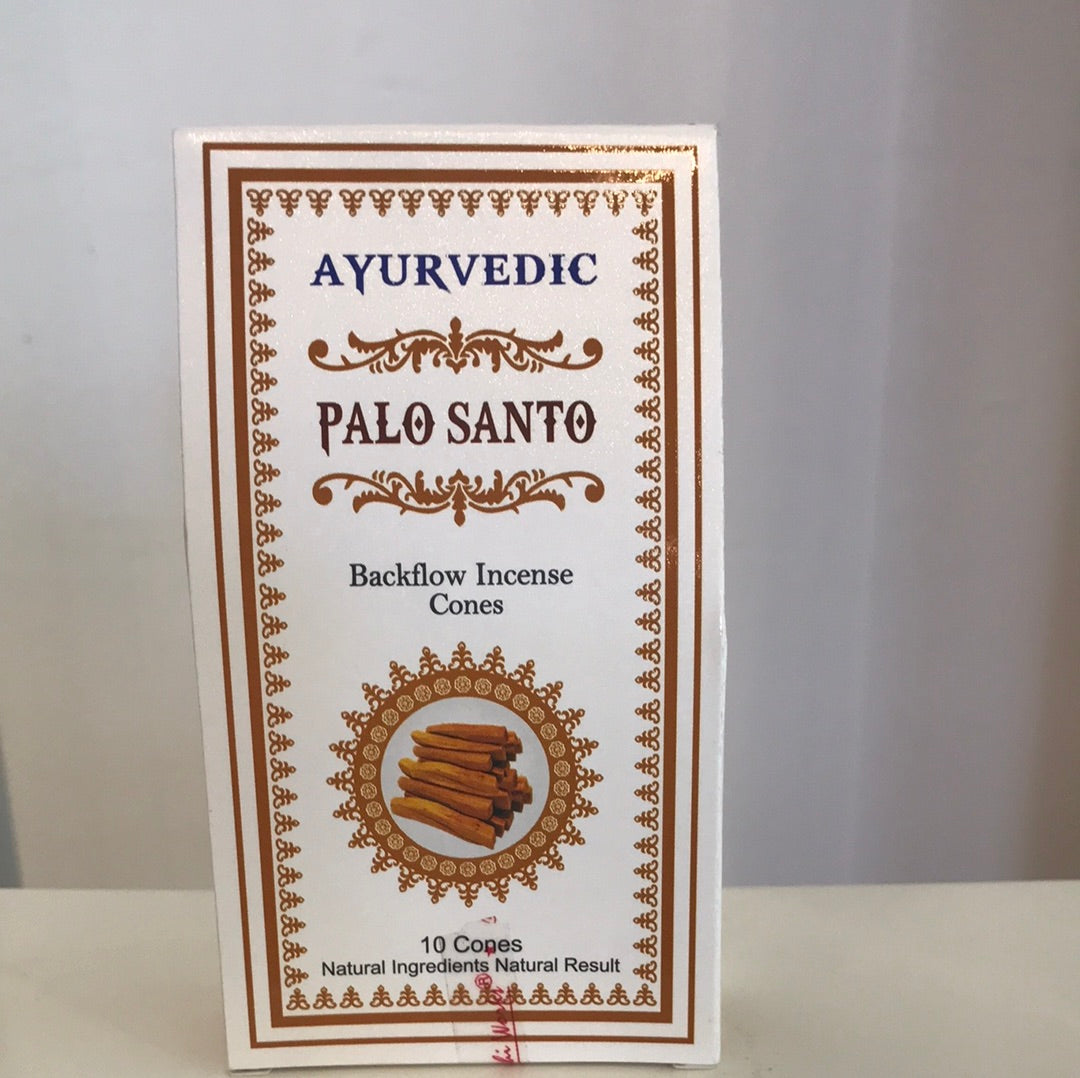 AYURVEDIC
PALO SANTO
Backflow Incense
Cones
10 Cones
Natural Ingredients Natural Result